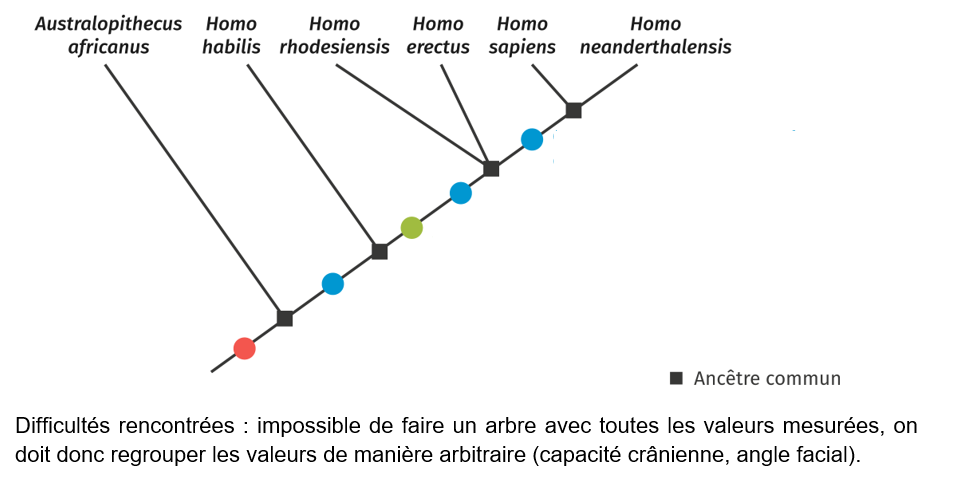 Australopithecus Homo Homo Homo Homo Homo
africanus habilis rhodesiensis erectus sapiens neanderthalensis
Ancêtre commun
Difficultés rencontrées : impossible de faire un arbre avec toutes les valeurs mesurées, on
doit donc regrouper les valeurs de manière arbitraire (capacité crânienne, angle facial).